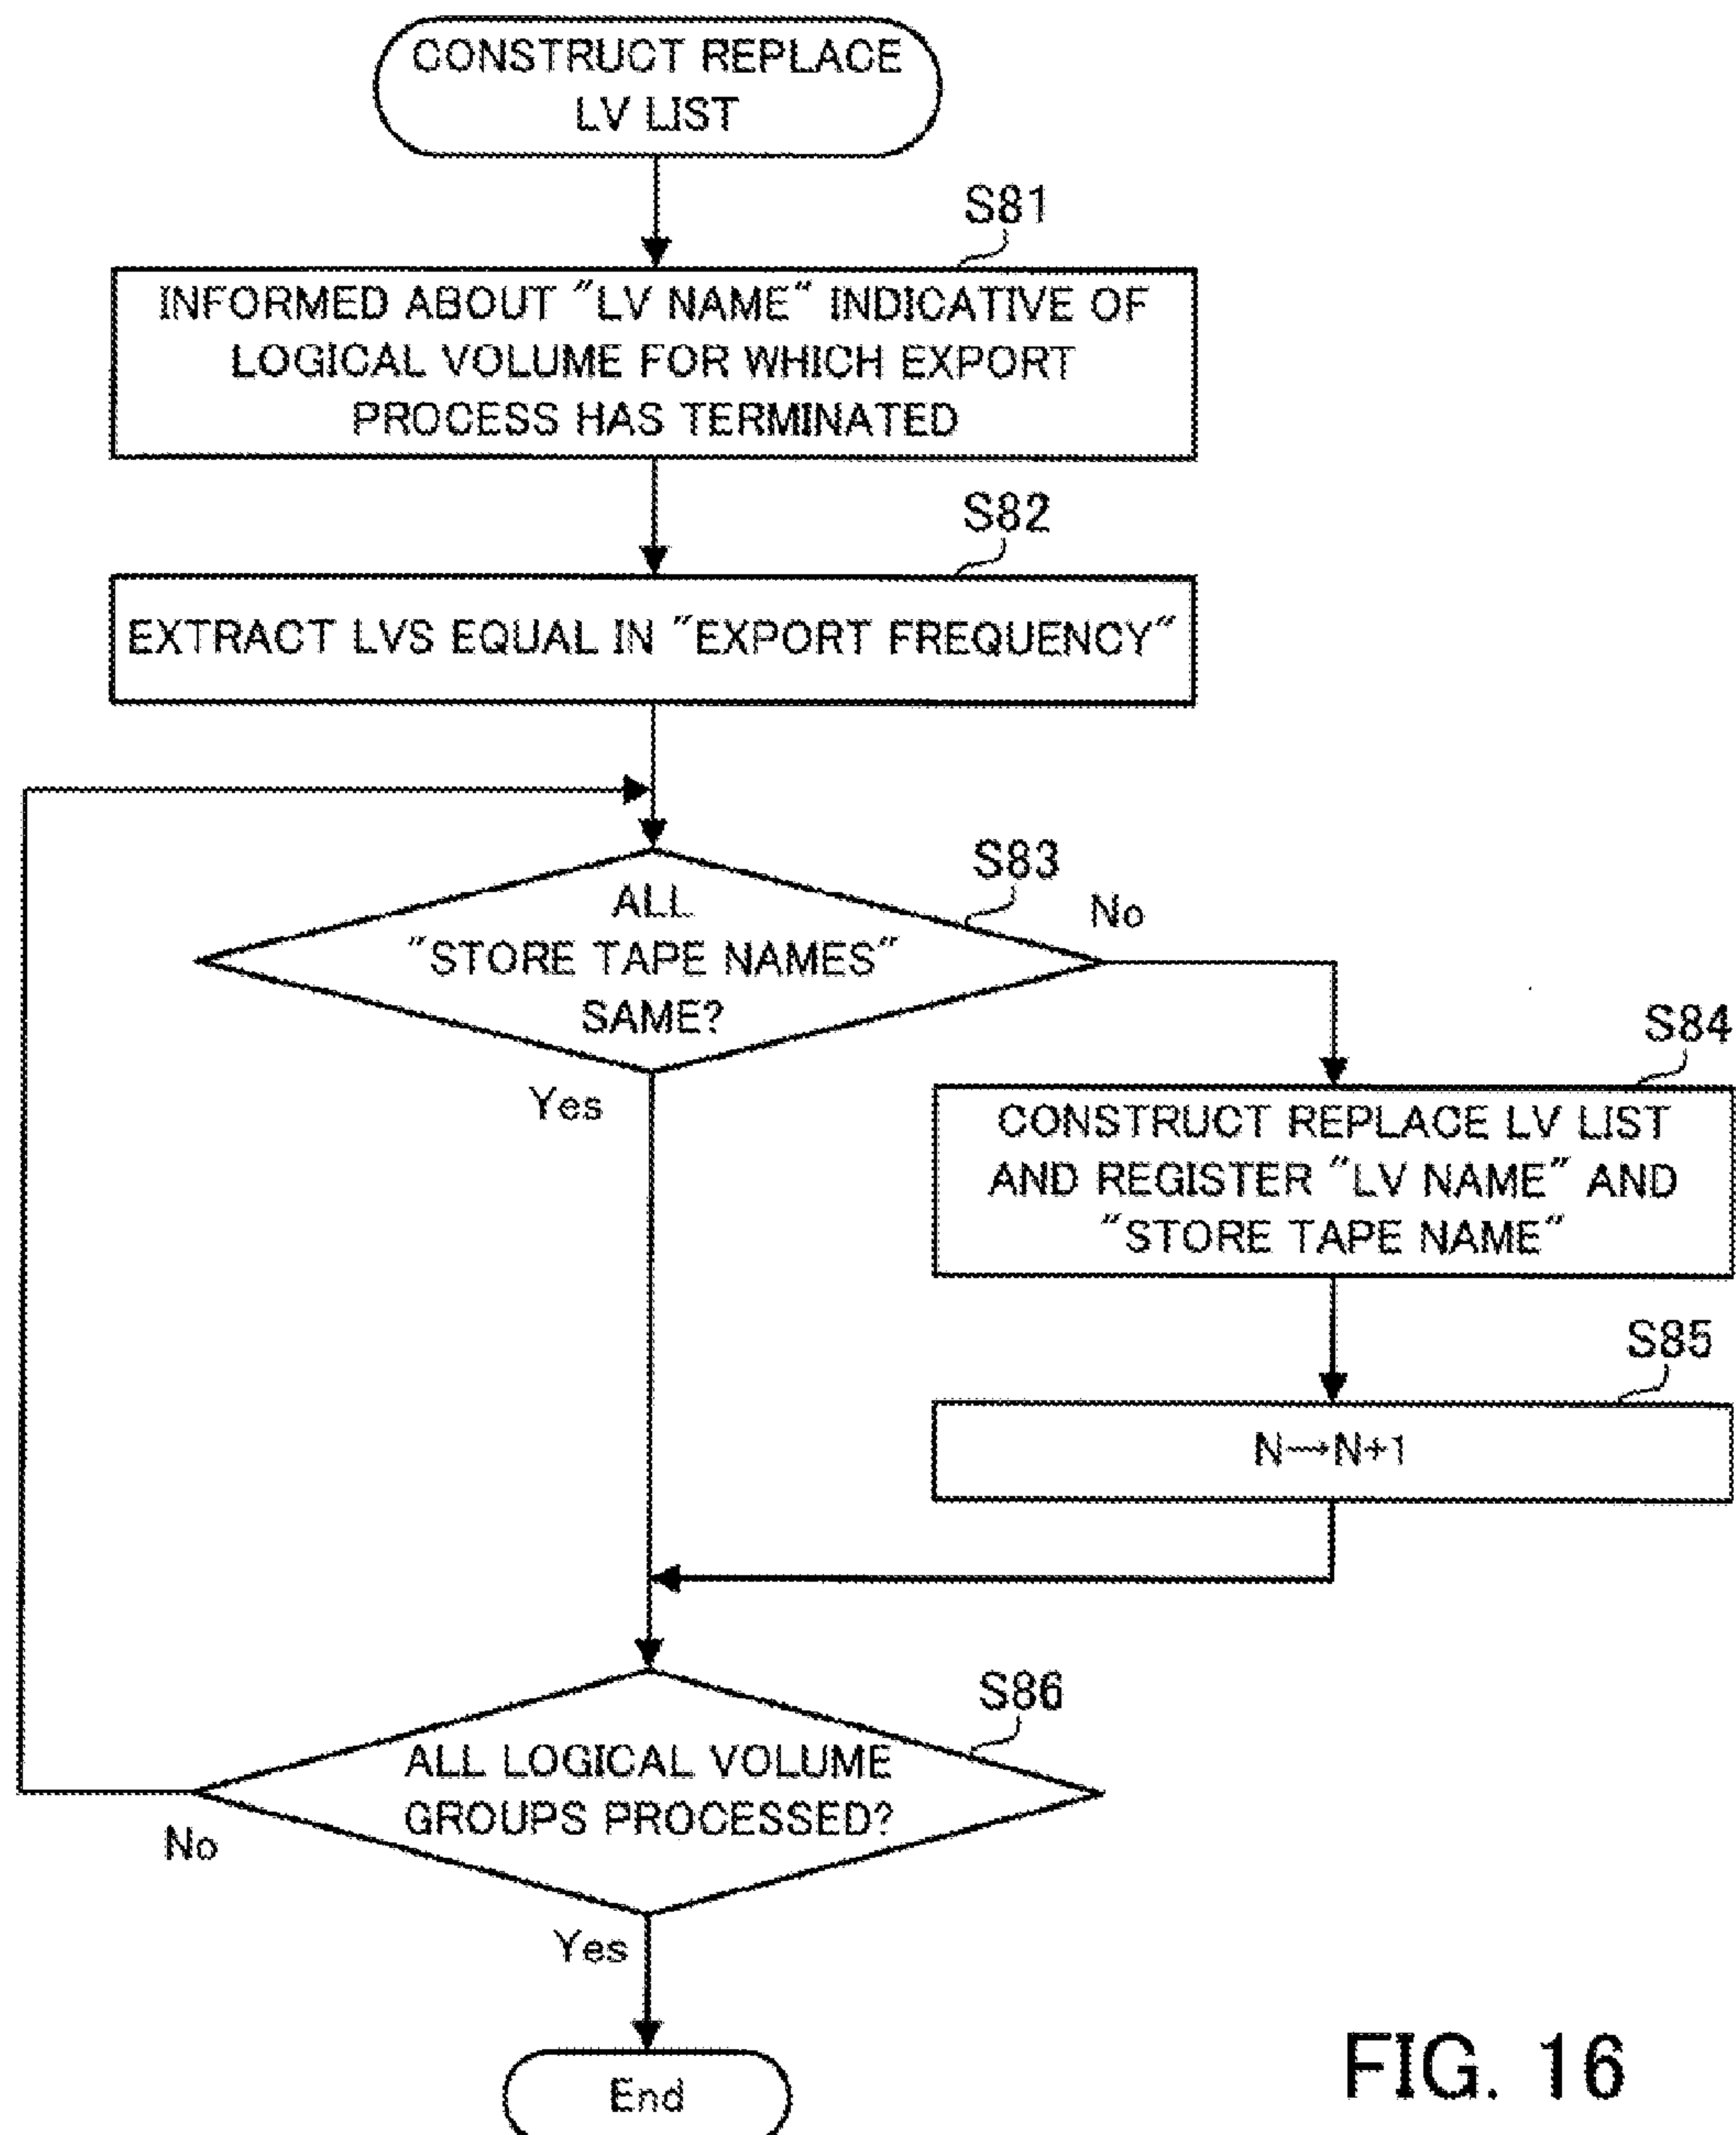 CONSTRUCT REPLACE
LV LIST
S81
INFORMED ABOUT "LV NAME" INDICATIVE OF
LOGICAL VOLUME FOR WHICH EXPORT
PROCESS HAS TERMINATED
S82
EXTRACT LVS EQUAL IN "EXPORT FREQUENCY"
S83
ALL
"STORE TAPE NAMES"
SAME?
No
Yes
S84
CONSTRUCT REPLACE LV LIST
AND REGISTER "LV NAME" AND
"STORE TAPE NAME"
S85
N→N+1
S86
ALL LOGICAL VOLUME
GROUPS PROCESSED?
No
Yes
End
FIG. 16